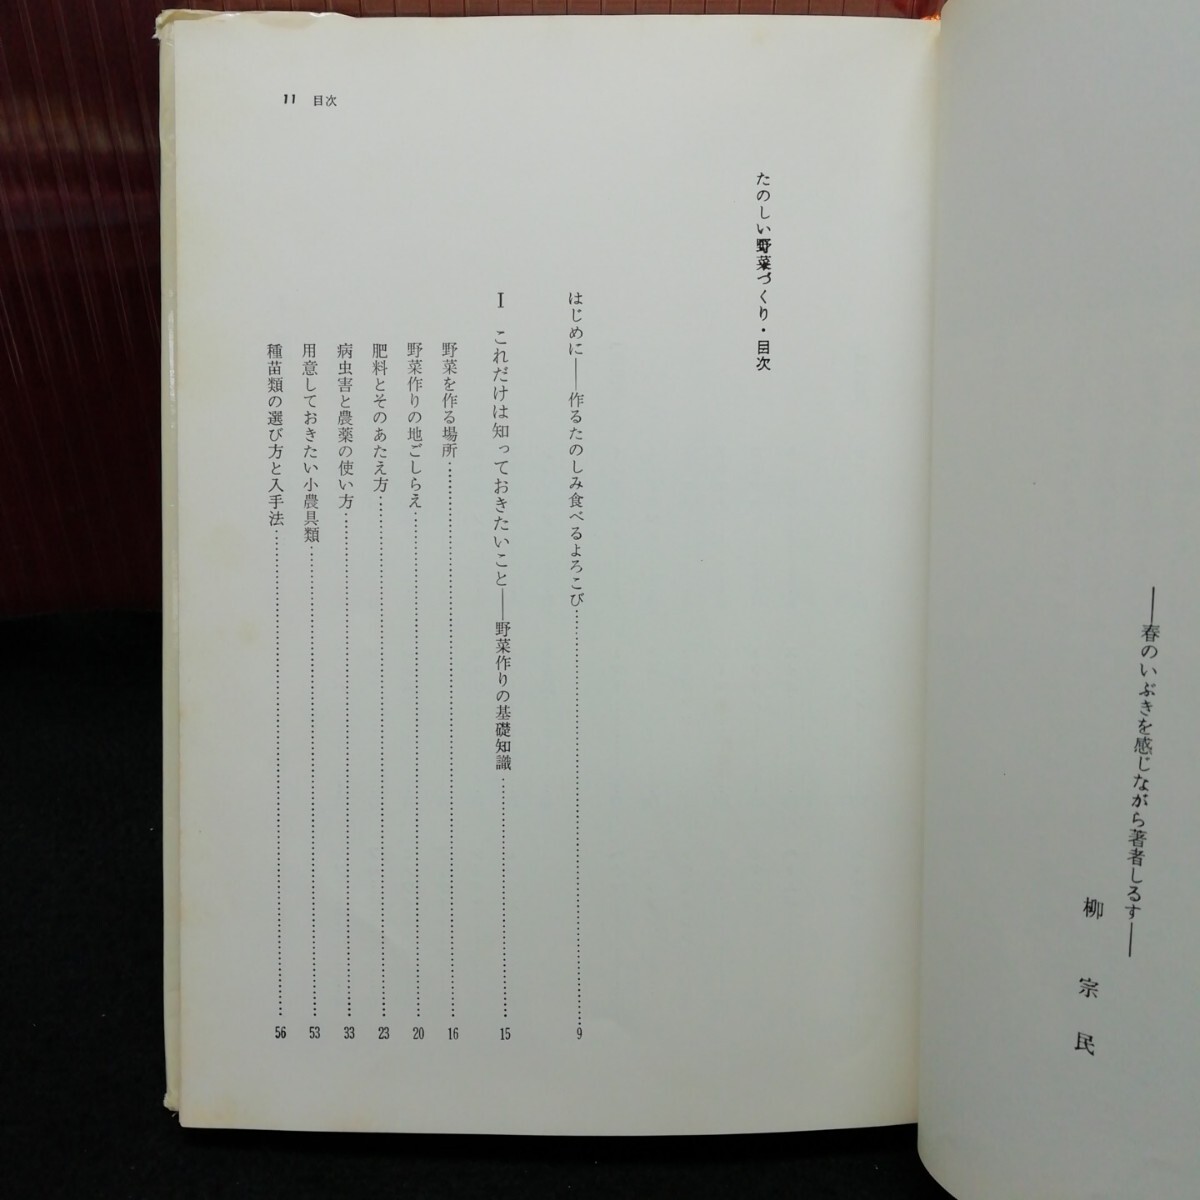 ――春のいぶきを感じながら著者しるす――
柳宗民
11 目次
たのしい野菜づくり・目次
はじめに――作るたのしみ食べるよろこび……………………9
I これだけは知っておきたいこと――野菜作りの基礎知識……………………15
野菜を作る場所……………………16
野菜作りの地ごしらえ……………………20
肥料とそのあたえ方……………………23
病虫害と農薬の使い方……………………33
用意しておきたい小農具類……………………53
種苗類の選び方と入手法……………………56